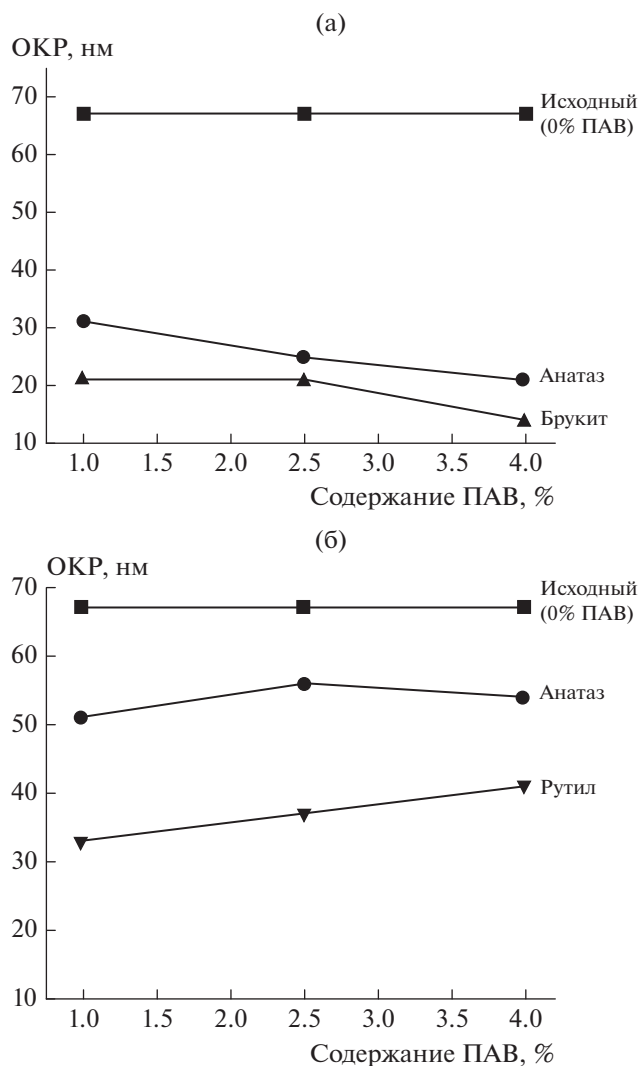 (а)
ОКР, нм
70
60
50
40
30
20
10
Исходный
(0% ПАВ)
Анатаз
Брукит
1.0 1.5 2.0 2.5 3.0 3.5 4.0
Содержание ПАВ, %
(б)
ОКР, нм
70
60
50
40
30
20
10
Исходный
(0% ПАВ)
Анатаз
Рутил
1.0 1.5 2.0 2.5 3.0 3.5 4.0
Содержание ПАВ, %